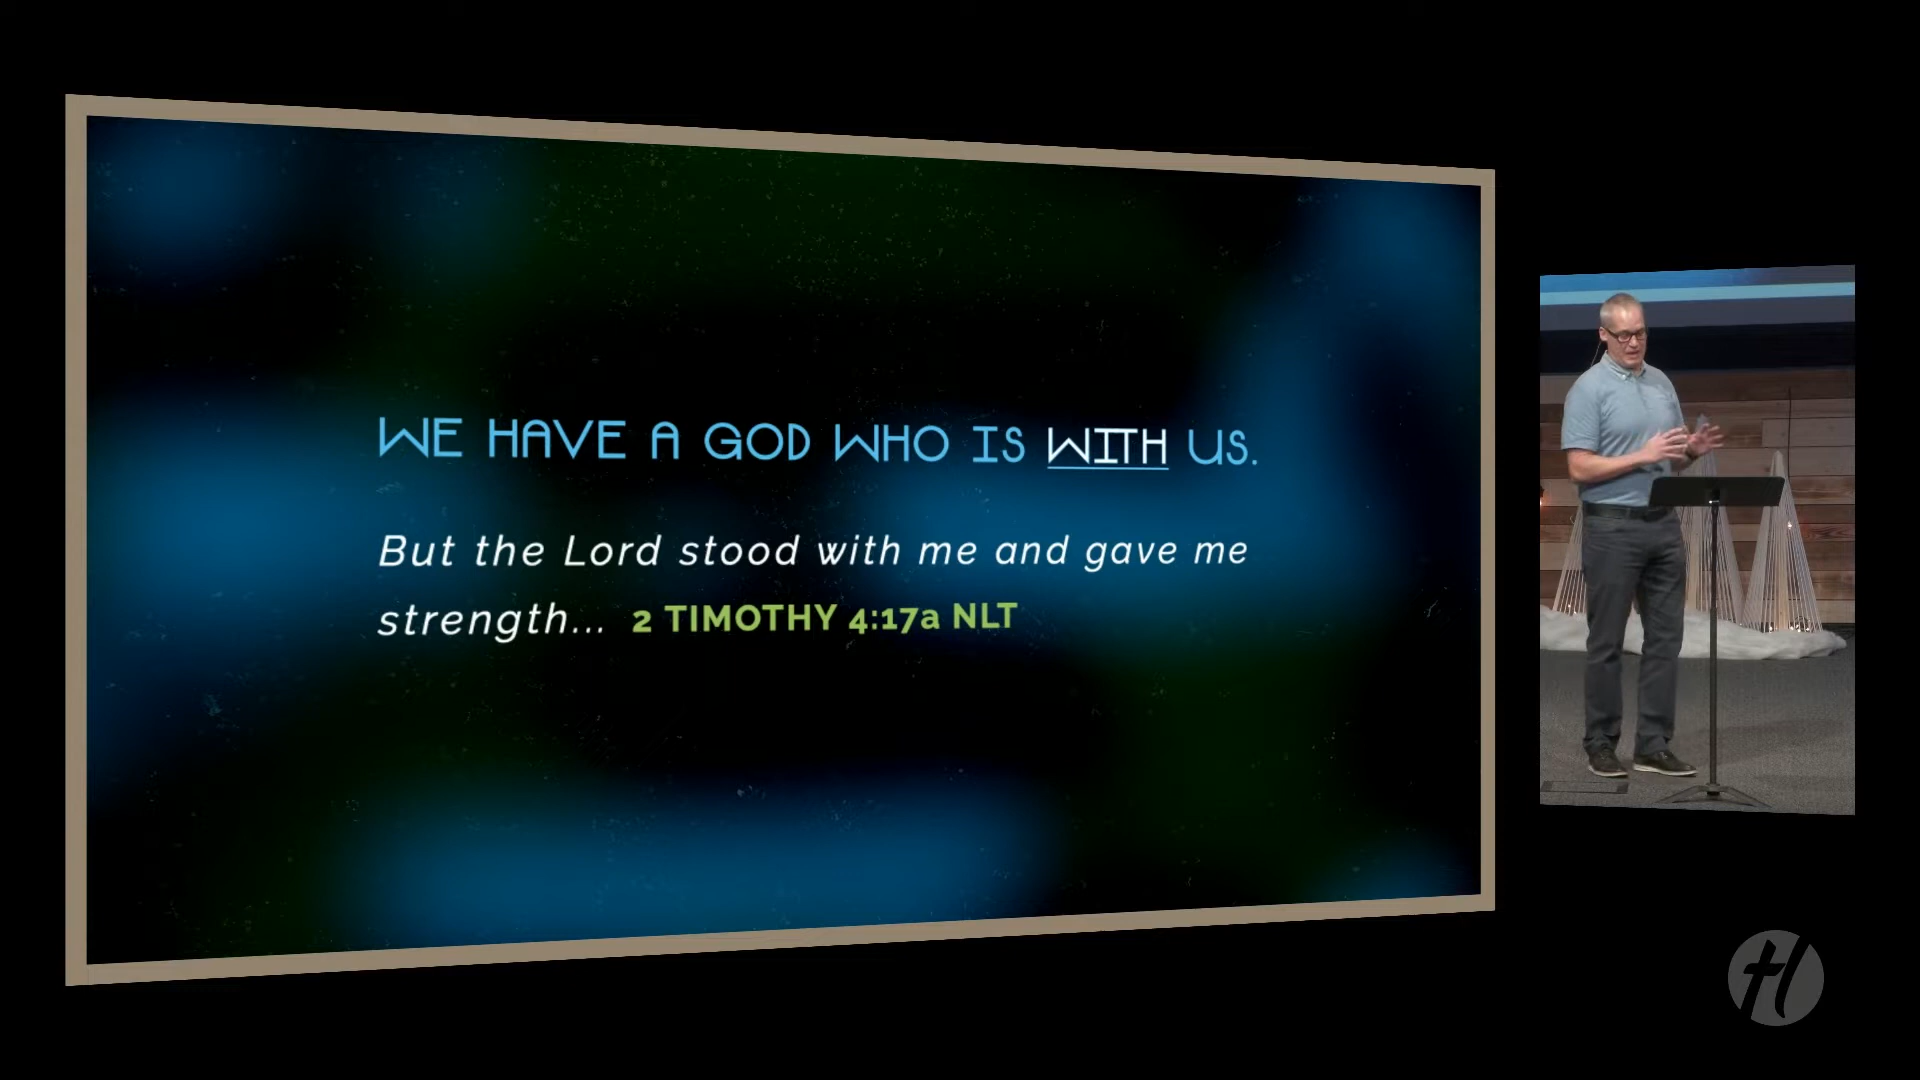 WE HAVE A GOD WHO IS WITH US.
But the Lord stood with me and gave me
strength... 2 TIMOTHY 4:17a NLT